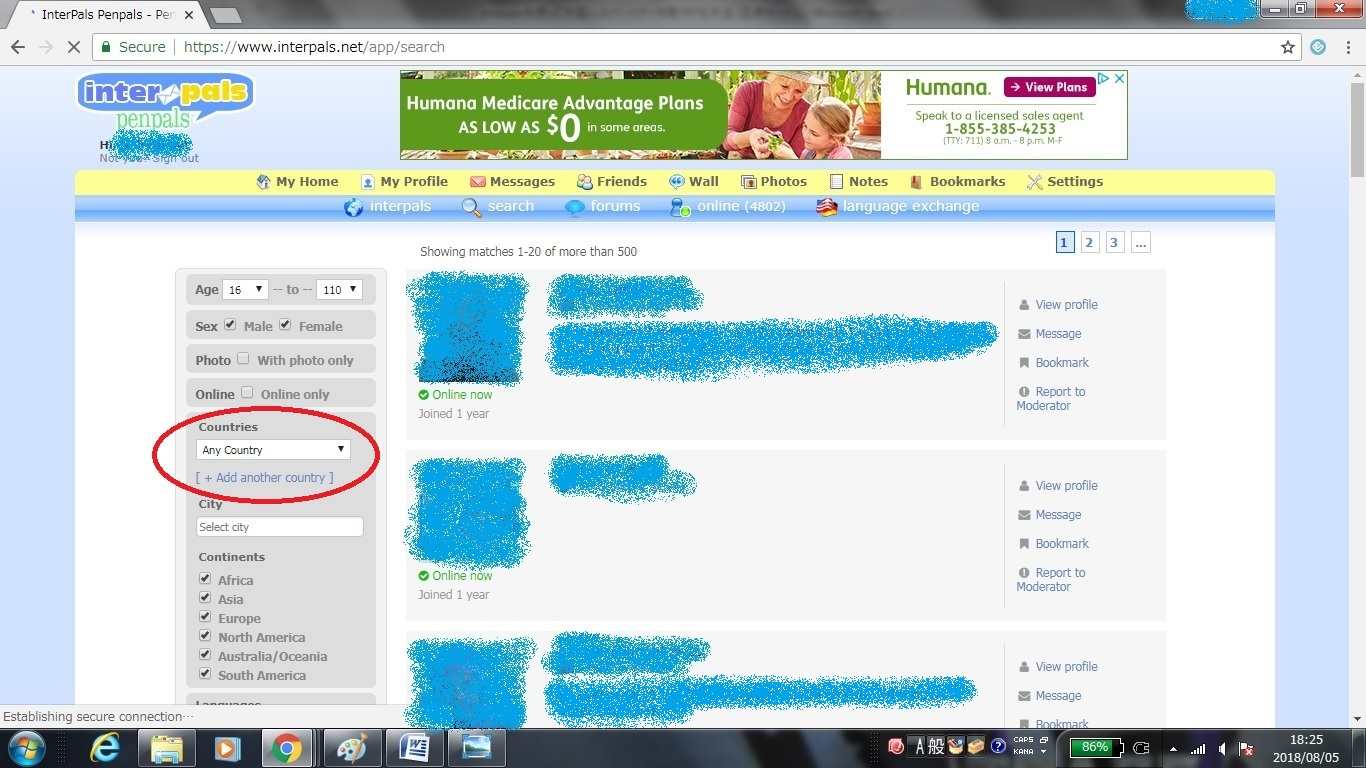 InterPals Penpals - Pen
Secure
https://www.interpals.net/app/search
inter pals
penpals
Sign out
Humana Medicare Advantage Plans
AS LOW AS $0 in some areas.
Humana.
→ View Plans
Speak to a licensed sales agent
1-855-385-4253
(TTY: 711) 8 a.m. - 8 p.m. M-F
My Home
My Profile
Messages
Friends
Wall
Photos
Notes
Bookmarks
Settings
interpals
search
forums
online (4802)
language exchange
Showing matches 1-20 of more than 500
1
2
3
...
Age 16 -- to -- 110
Sex Male Female
Photo With photo only
Online Online only
Countries
Any Country
[ + Add another country ]
City
Select city
Continents
Africa
Asia
Europe
North America
Australia/Oceania
South America
Languages
Online now
Joined 1 year
View profile
Message
Bookmark
Report to
Moderator
Online now
Joined 1 year
View profile
Message
Bookmark
Report to
Moderator
View profile
Message
Bookmark
Establishing secure connection...
A 般
CAPS
KANA
86%
18:25
2018/08/05